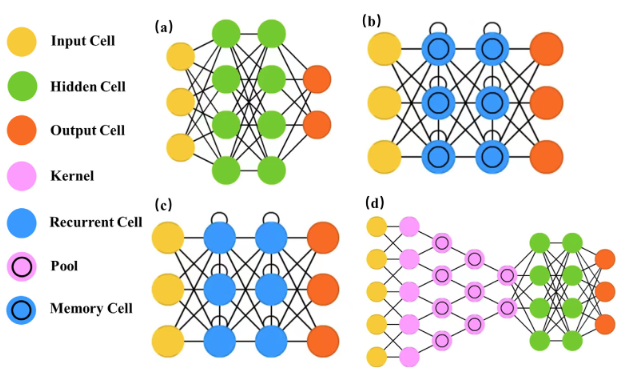 (a)
(b)
Input Cell
Hidden Cell
Output Cell
Kernel
(c)
(d)
Recurrent Cell
Pool
Memory Cell